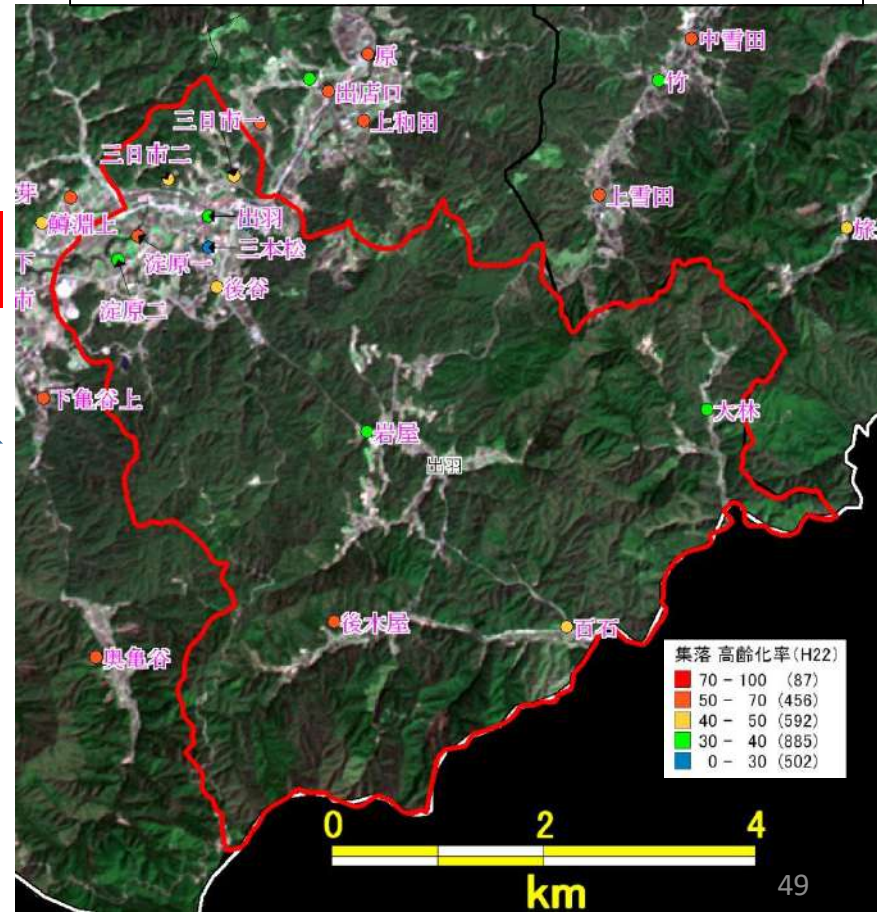 中雪田
原
竹
出店口
三日市一
上和田
三日市二
上雪田
芽
鱒淵上
出羽
旅
淀原一
三本松
下
市
後谷
淀原二
下亀谷上
大林
岩屋
出羽
後木屋
百石
奥亀谷
集落 高齢化率(H22)
70 - 100 (87)
50 - 70 (456)
40 - 50 (592)
30 - 40 (885)
0 - 30 (502)
0 2 4
km
49